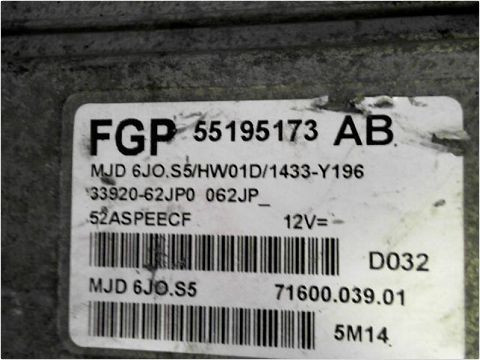 FGP 55195173 AB
MJD 6JO.S5/HW01D/1433-Y196
33920-62JP0 062JP_
52ASPEECF 12V=
D032
MJD 6JO.S5 71600.039.01
5M14